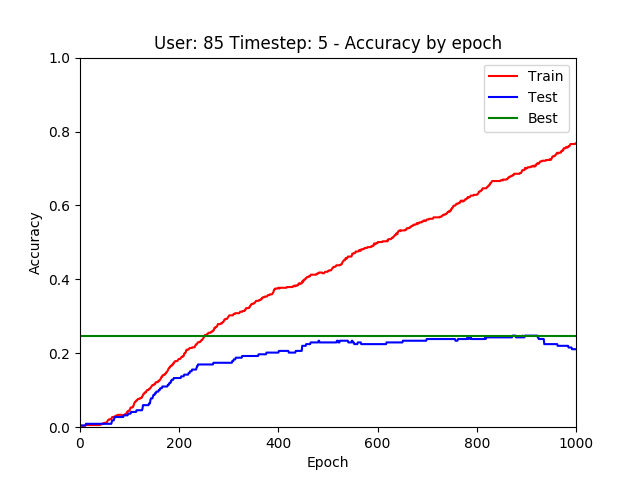 User: 85 Timestep: 5 - Accuracy by epoch
1.0
0.8
0.6
0.4
0.2
0.0
Accuracy
Train
Test
Best
0 200 400 600 800 1000
Epoch